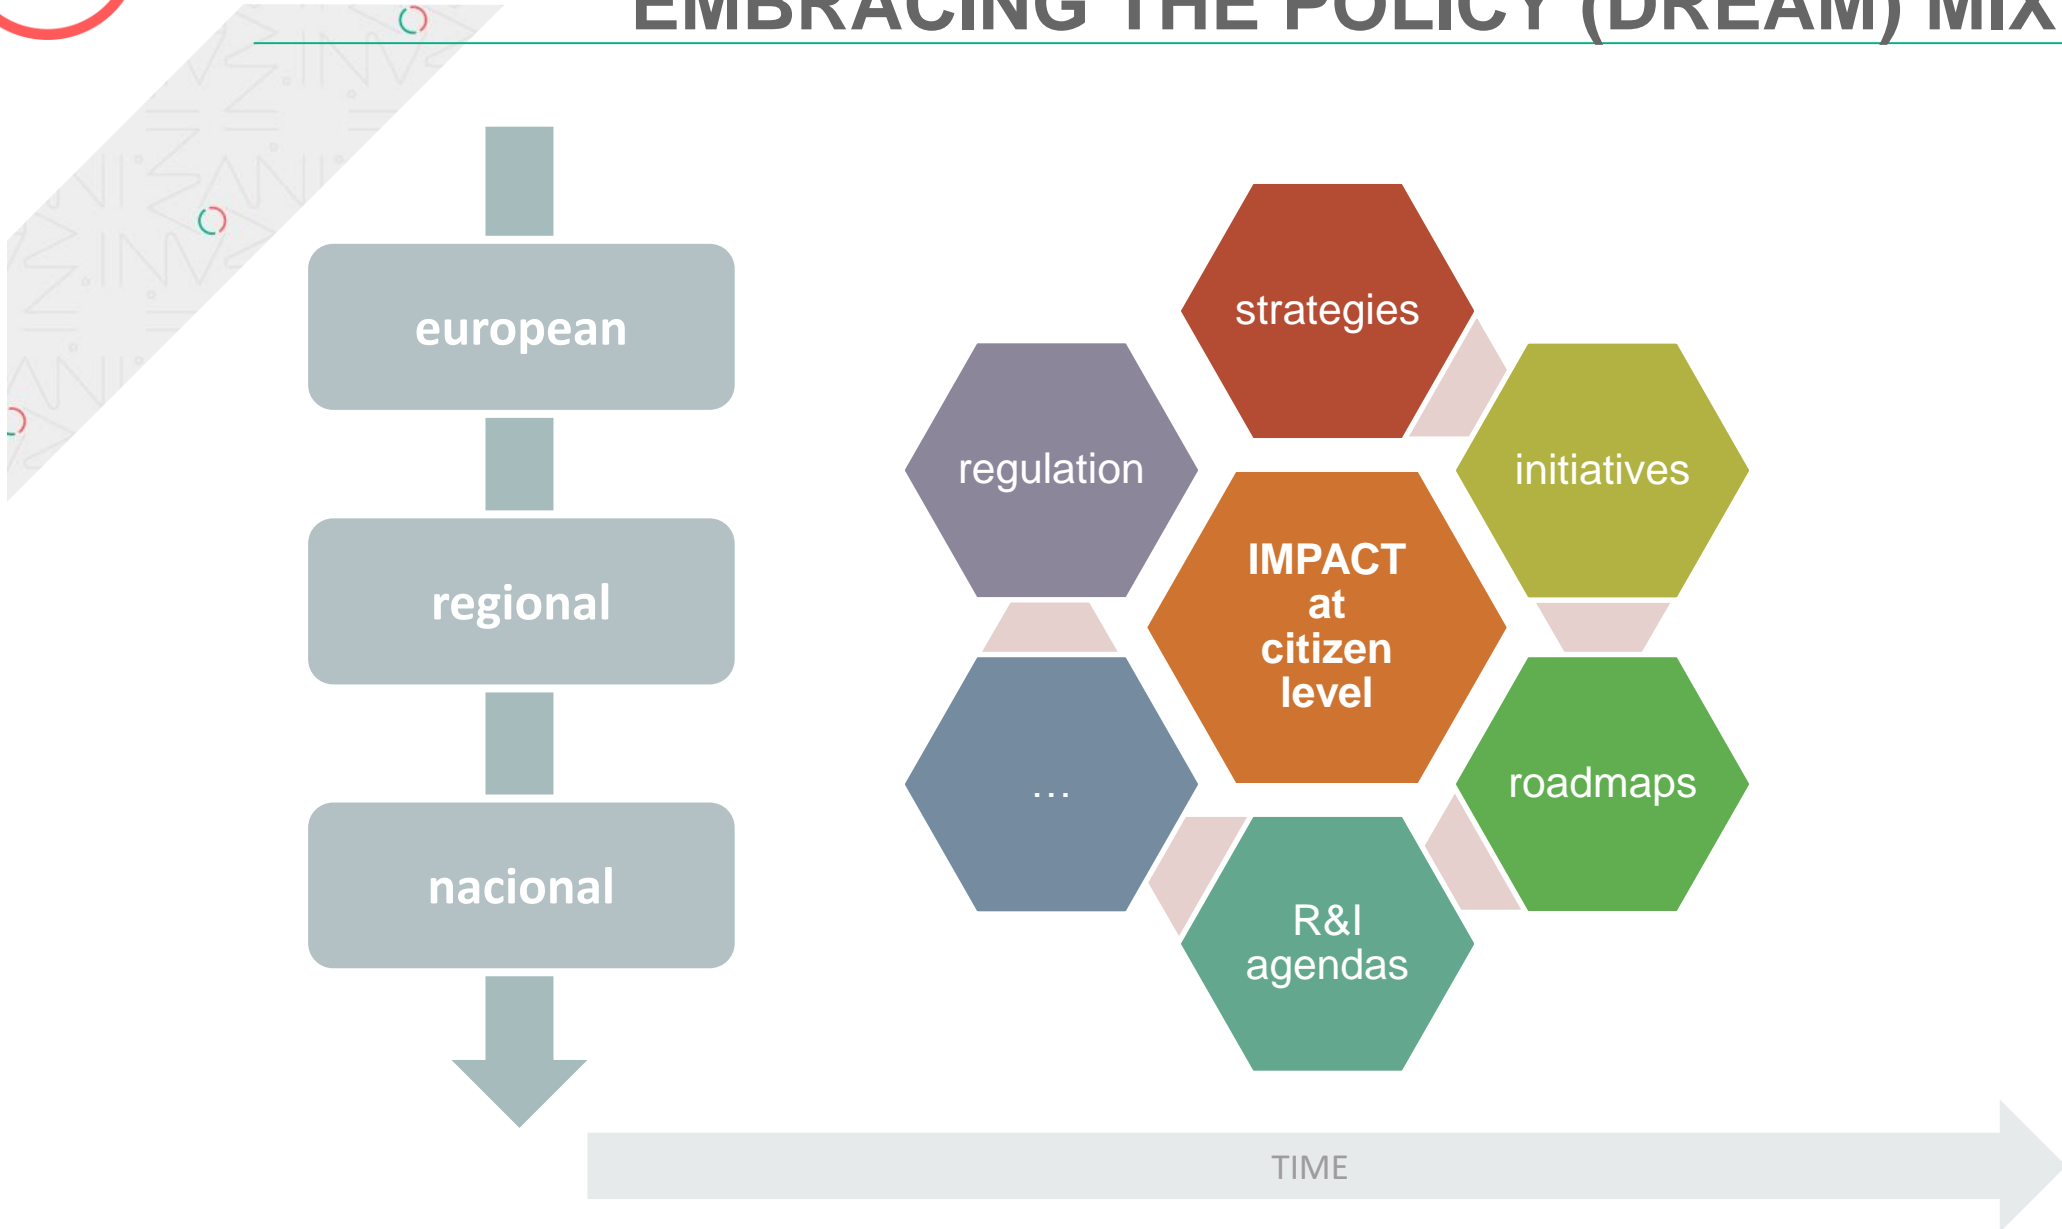 EMBRACING THE POLICY (DREAM) MIX
european
regional
nacional
strategies
regulation
initiatives
IMPACT
at
citizen
level
...
roadmaps
R&I
agendas
TIME